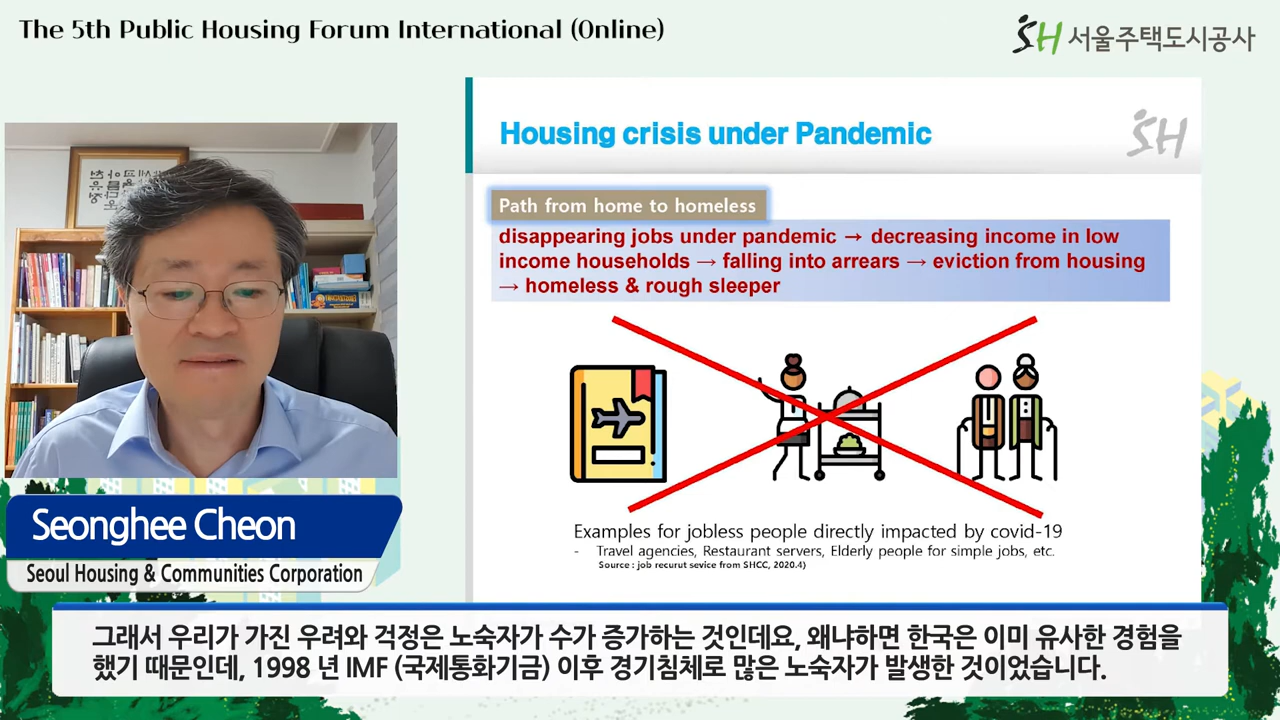 The 5th Public Housing Forum International (Online)
SH 서울주택도시공사
Housing crisis under Pandemic
SH
Path from home to homeless
disappearing jobs under pandemic → decreasing income in low
income households → falling into arrears → eviction from housing
→ homeless & rough sleeper
Examples for jobless people directly impacted by covid-19
- Travel agencies, Restaurant servers, Elderly people for simple jobs, etc.
Source : job recurut sevice from SHCC, 2020.4)
Seonghee Cheon
Seoul Housing & Communities Corporation
그래서 우리가 가진 우려와 걱정은 노숙자가 수가 증가하는 것인데요, 왜냐하면 한국은 이미 유사한 경험을
했기 때문인데, 1998 년 IMF (국제통화기금) 이후 경기침체로 많은 노숙자가 발생한 것이었습니다.